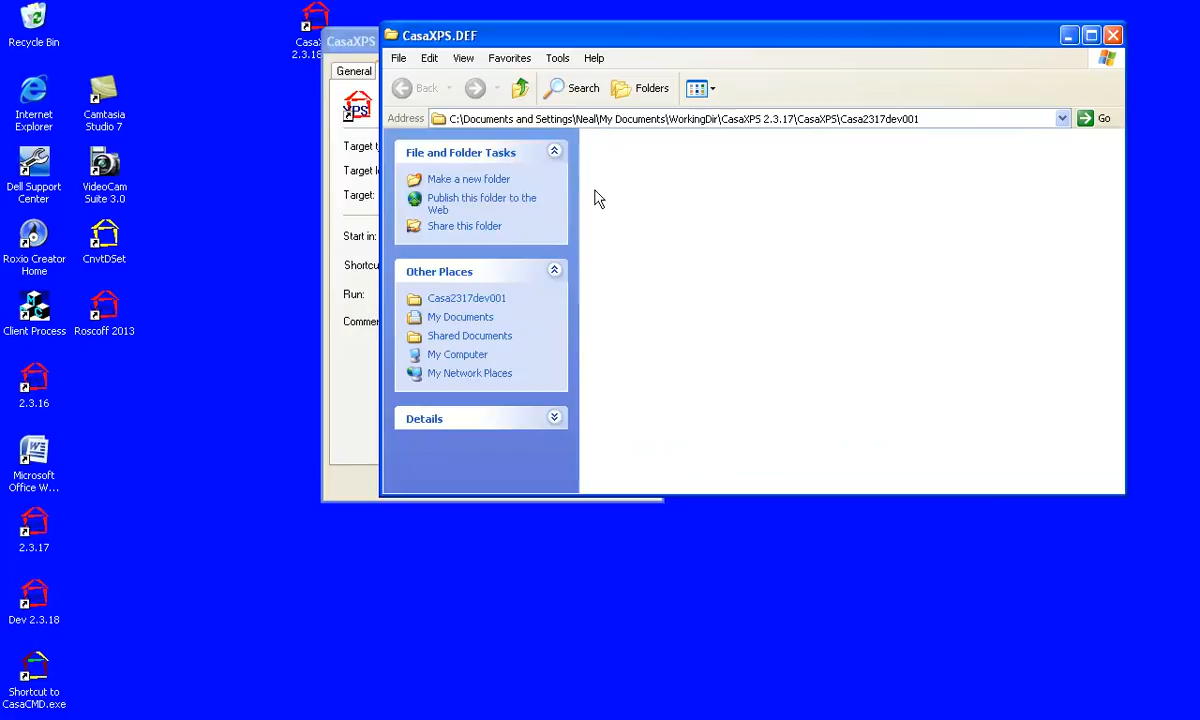 Recycle Bin
Internet
Explorer
Camtasia
Studio 7
Dell Support
Center
VideoCam
Suite 3.0
Roxio Creator
Home
CnvtDSet
Client Process
Roscoff 2013
2.3.16
Microsoft
Office W...
2.3.17
Dev 2.3.18
Shortcut to
CasaCMD.exe
2.3.18
CasaXPS
General
XPS
Target:
Start in:
Run:
CasaXPS.DEF
File Edit View Favorites Tools Help
Back Search Folders
Address C:\Documents and Settings\Neal\My Documents\WorkingDir\CasaXPS 2.3.17\CasaXPS\Casa2317dev001 Go
File and Folder Tasks
Make a new folder
Publish this folder to the
Web
Share this folder
Other Places
Casa2317dev001
My Documents
Shared Documents
My Computer
My Network Places
Details